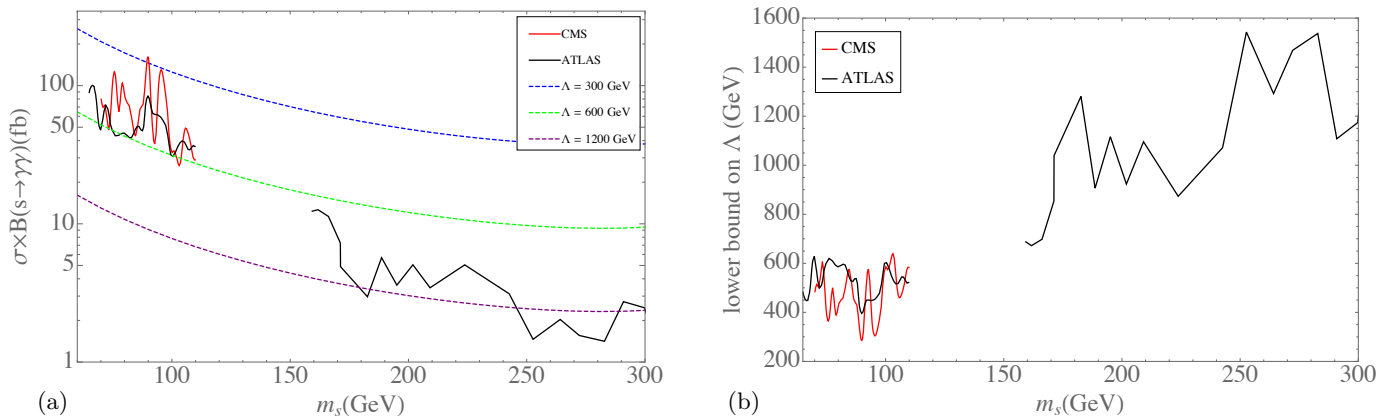 CMS
ATLAS
Λ = 300 GeV
Λ = 600 GeV
Λ = 1200 GeV
σ×B(s→γγ)(fb)
100
50
10
5
1
100
150
200
250
300
m_s(GeV)
(a)
CMS
ATLAS
lower bound on Λ (GeV)
1600
1400
1200
1000
800
600
400
200
100
150
200
250
300
m_s(GeV)
(b)